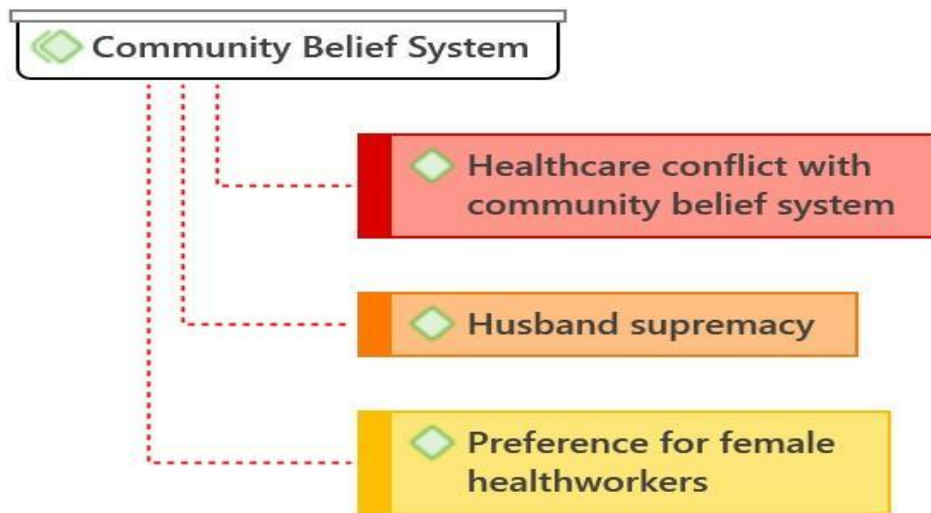 Community Belief System
Healthcare conflict with
community belief system
Husband supremacy
Preference for female
healthworkers